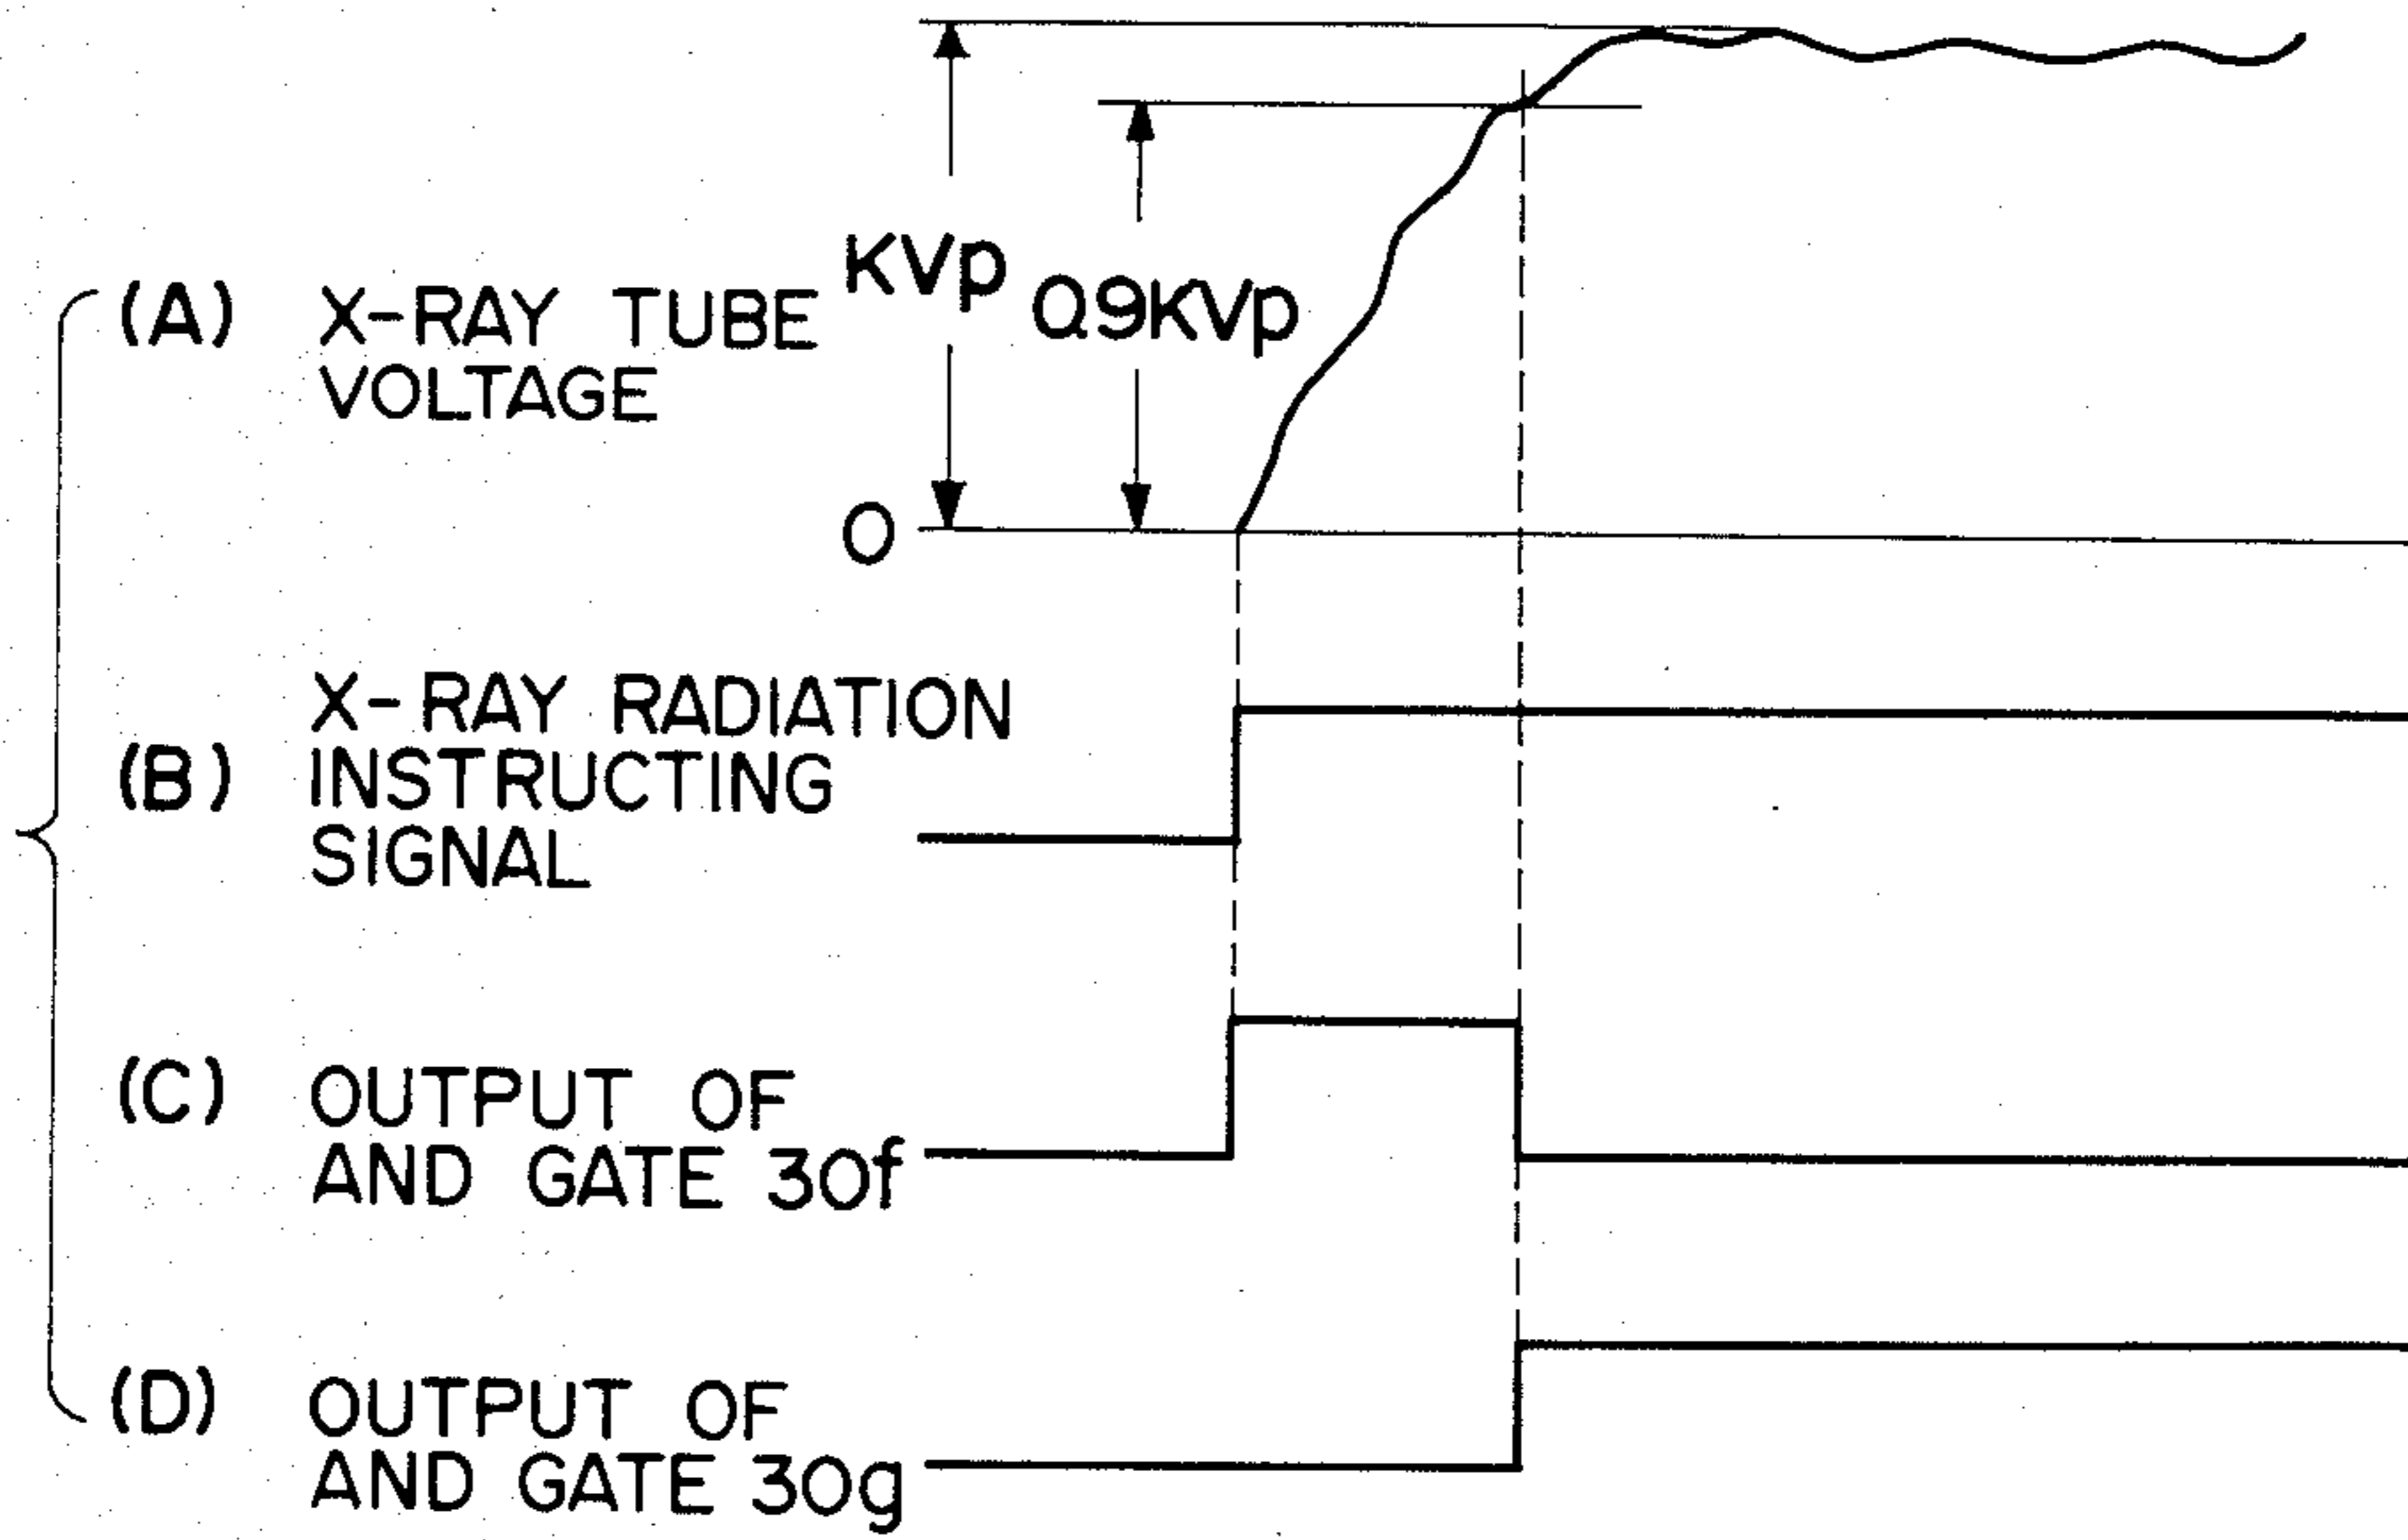 KVp
Q9KVp
(A) X-RAY TUBE
VOLTAGE
O
X-RAY RADIATION
(B) INSTRUCTING
SIGNAL
(C) OUTPUT OF
AND GATE 30f
(D) OUTPUT OF
AND GATE 30g